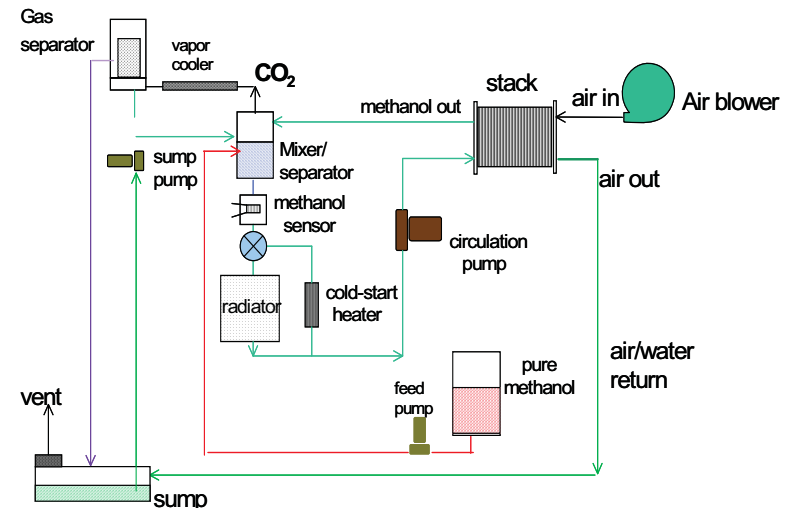 Gas
separator
vapor
cooler
CO2
stack
methanol out
air in
Air blower
Mixer/
separator
sump
pump
air out
methanol
sensor
circulation
pump
radiator
cold-start
heater
air/water
return
pure
methanol
feed
pump
vent
sump